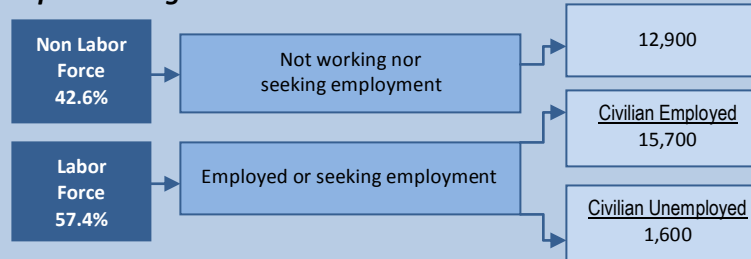 Non Labor
Force
42.6%
Not working nor
seeking employment
12,900
Labor
Force
57.4%
Employed or seeking employment
Civilian Employed
15,700
Civilian Unemployed
1,600